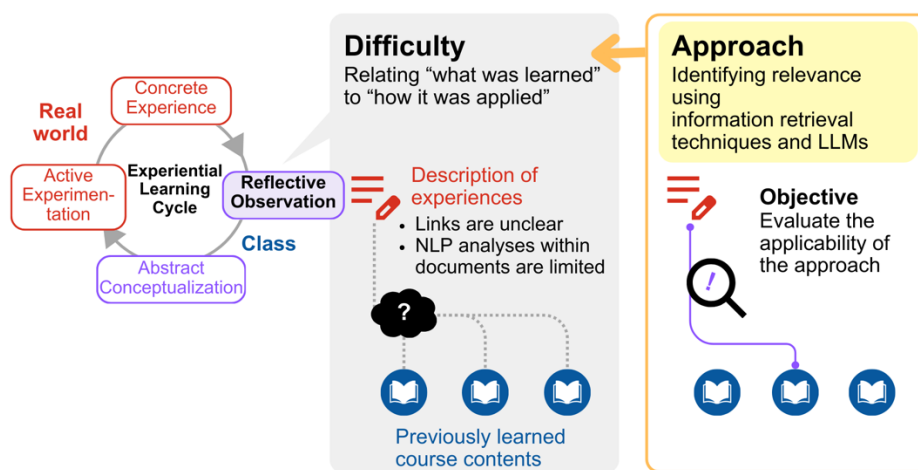 Real
world
Concrete
Experience
Active
Experimen-
tation
Experiential
Learning
Cycle
Reflective
Observation
Class
Abstract
Conceptualization
Difficulty
Relating “what was learned”
to “how it was applied”
Description of
experiences
• Links are unclear
• NLP analyses within
documents are limited
?
Previously learned
course contents
Approach
Identifying relevance
using
information retrieval
techniques and LLMs
Objective
Evaluate the
applicability of
the approach
!